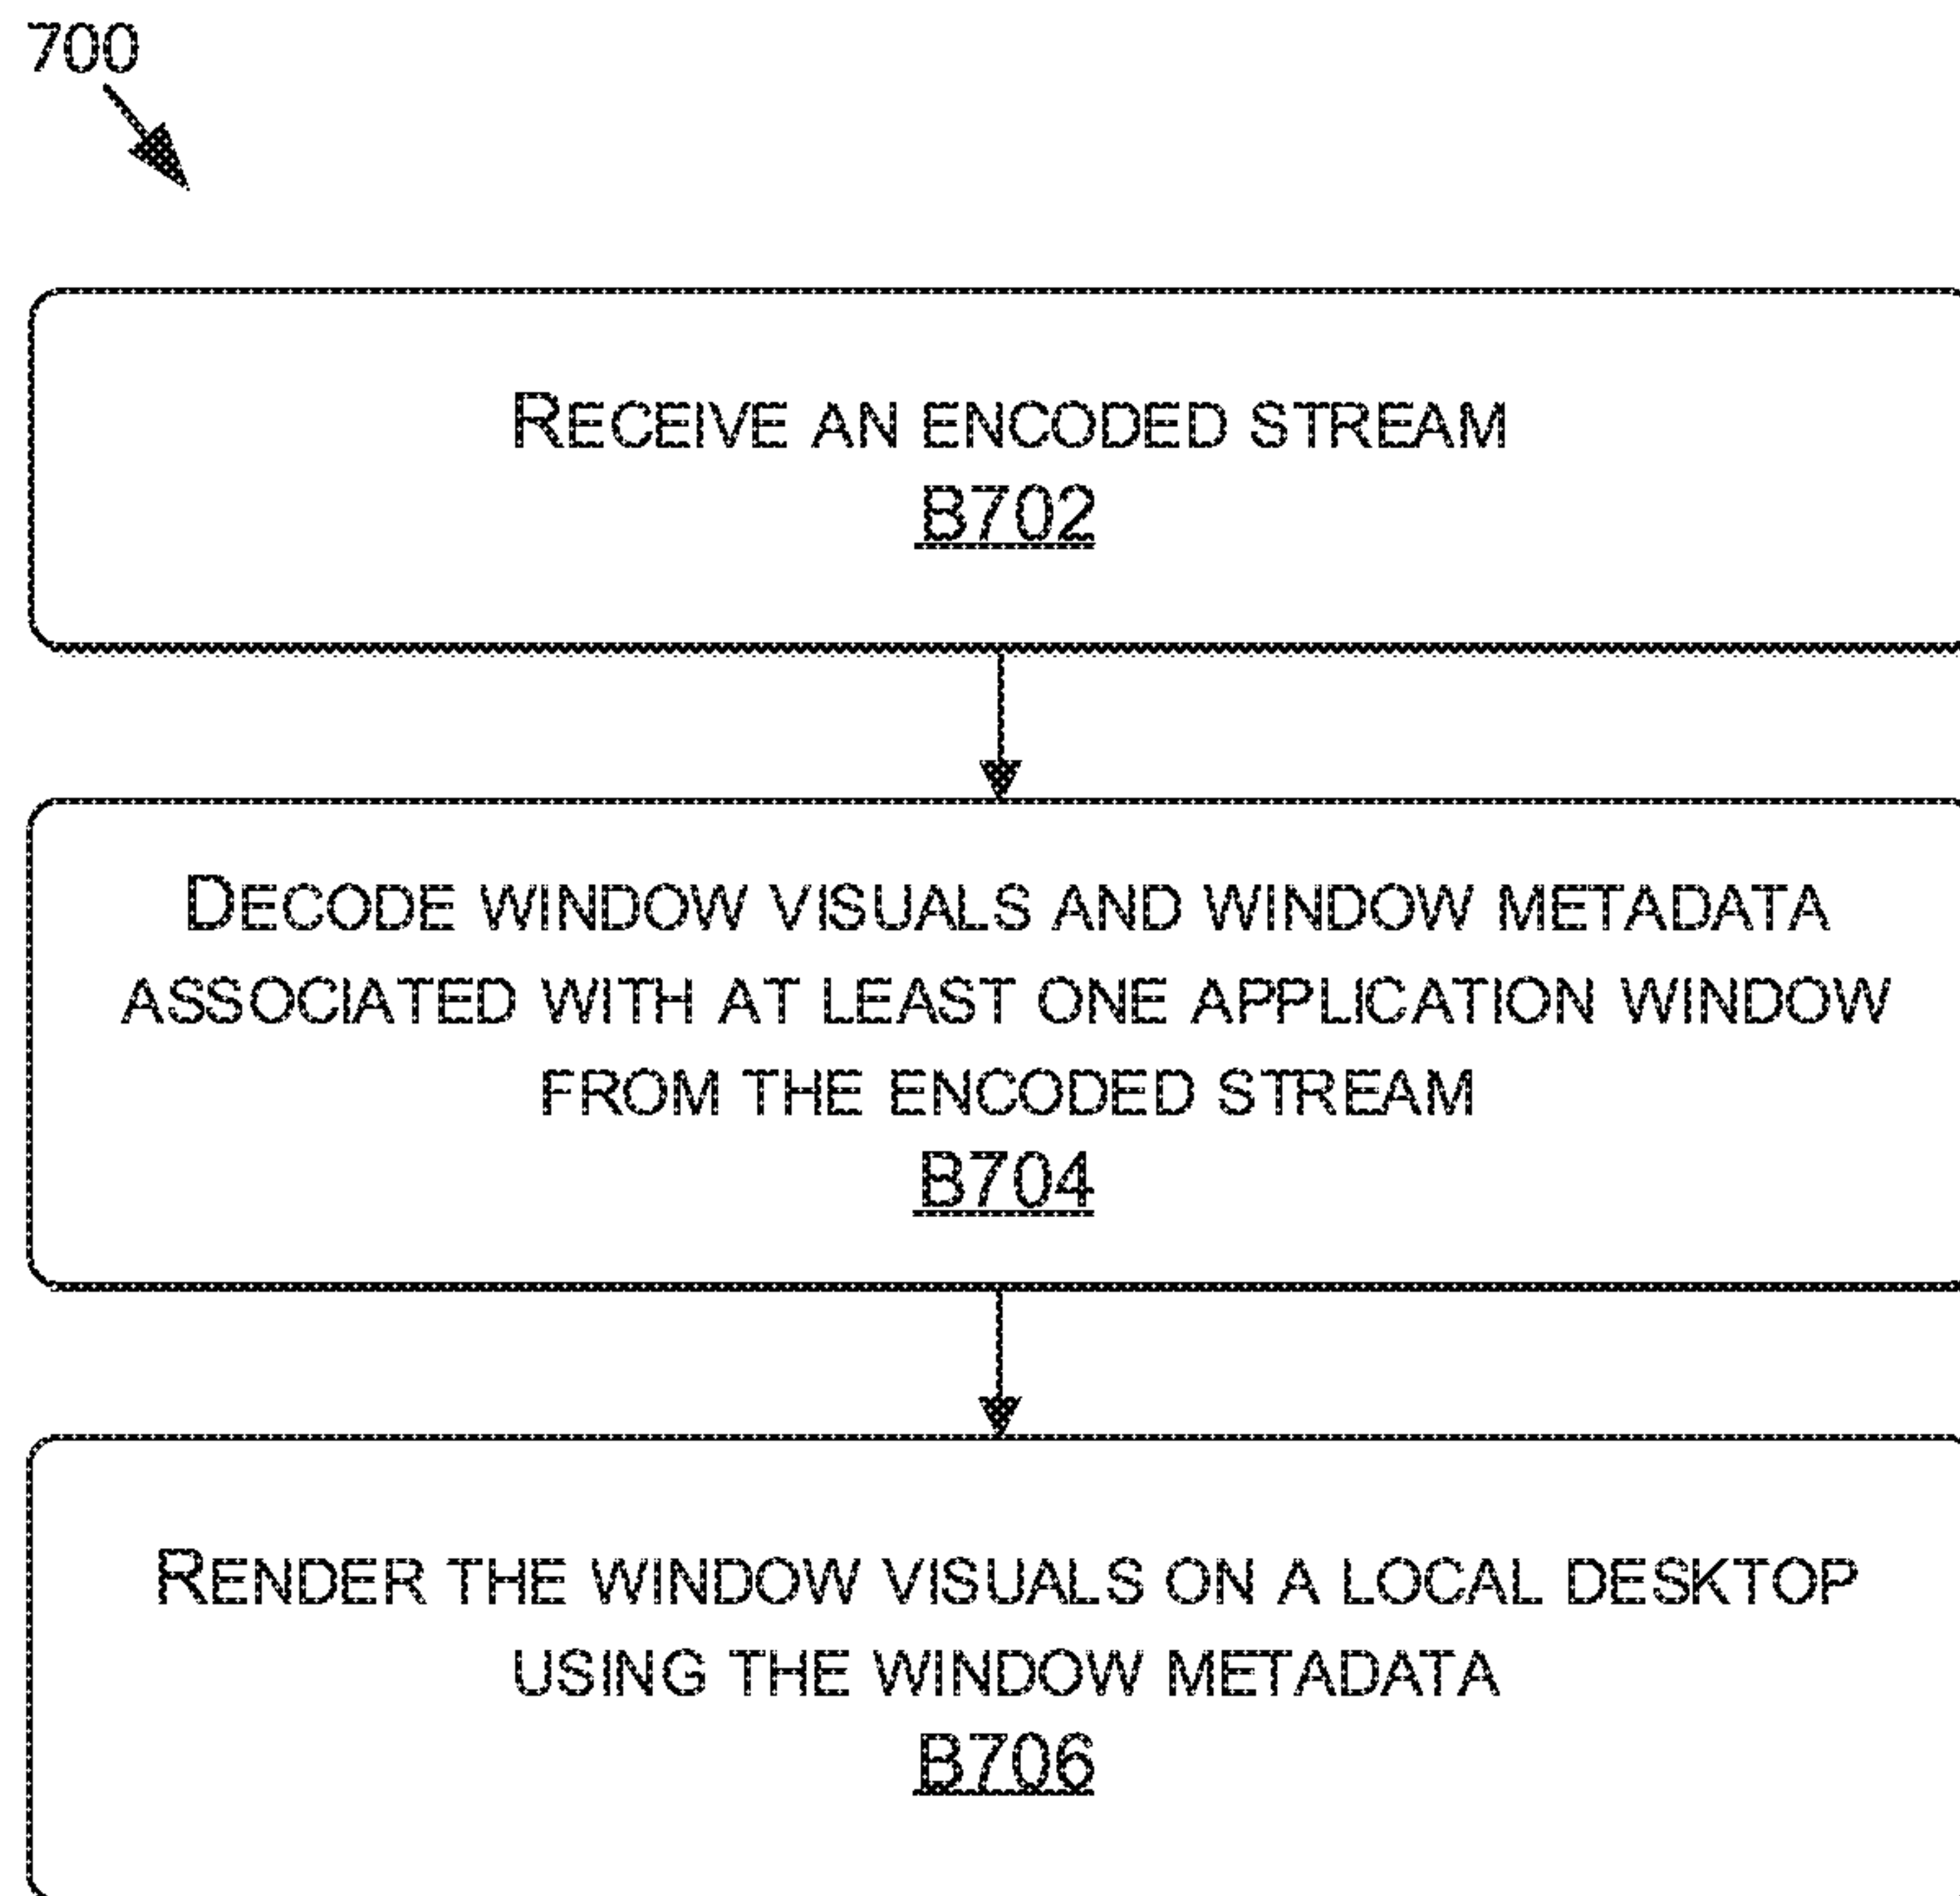 700
RECEIVE AN ENCODED STREAM
B702
DECODE WINDOW VISUALS AND WINDOW METADATA
ASSOCIATED WITH AT LEAST ONE APPLICATION WINDOW
FROM THE ENCODED STREAM
B704
RENDER THE WINDOW VISUALS ON A LOCAL DESKTOP
USING THE WINDOW METADATA
B706